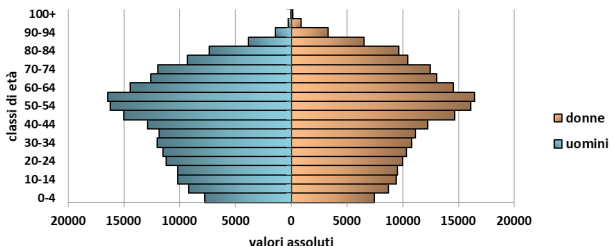 100+
90-94
80-84
70-74
60-64
50-54
40-44
30-34
20-24
10-14
0-4
classi di età
20000 15000 10000 5000 0 5000 10000 15000 20000
valori assoluti
donne
uomini